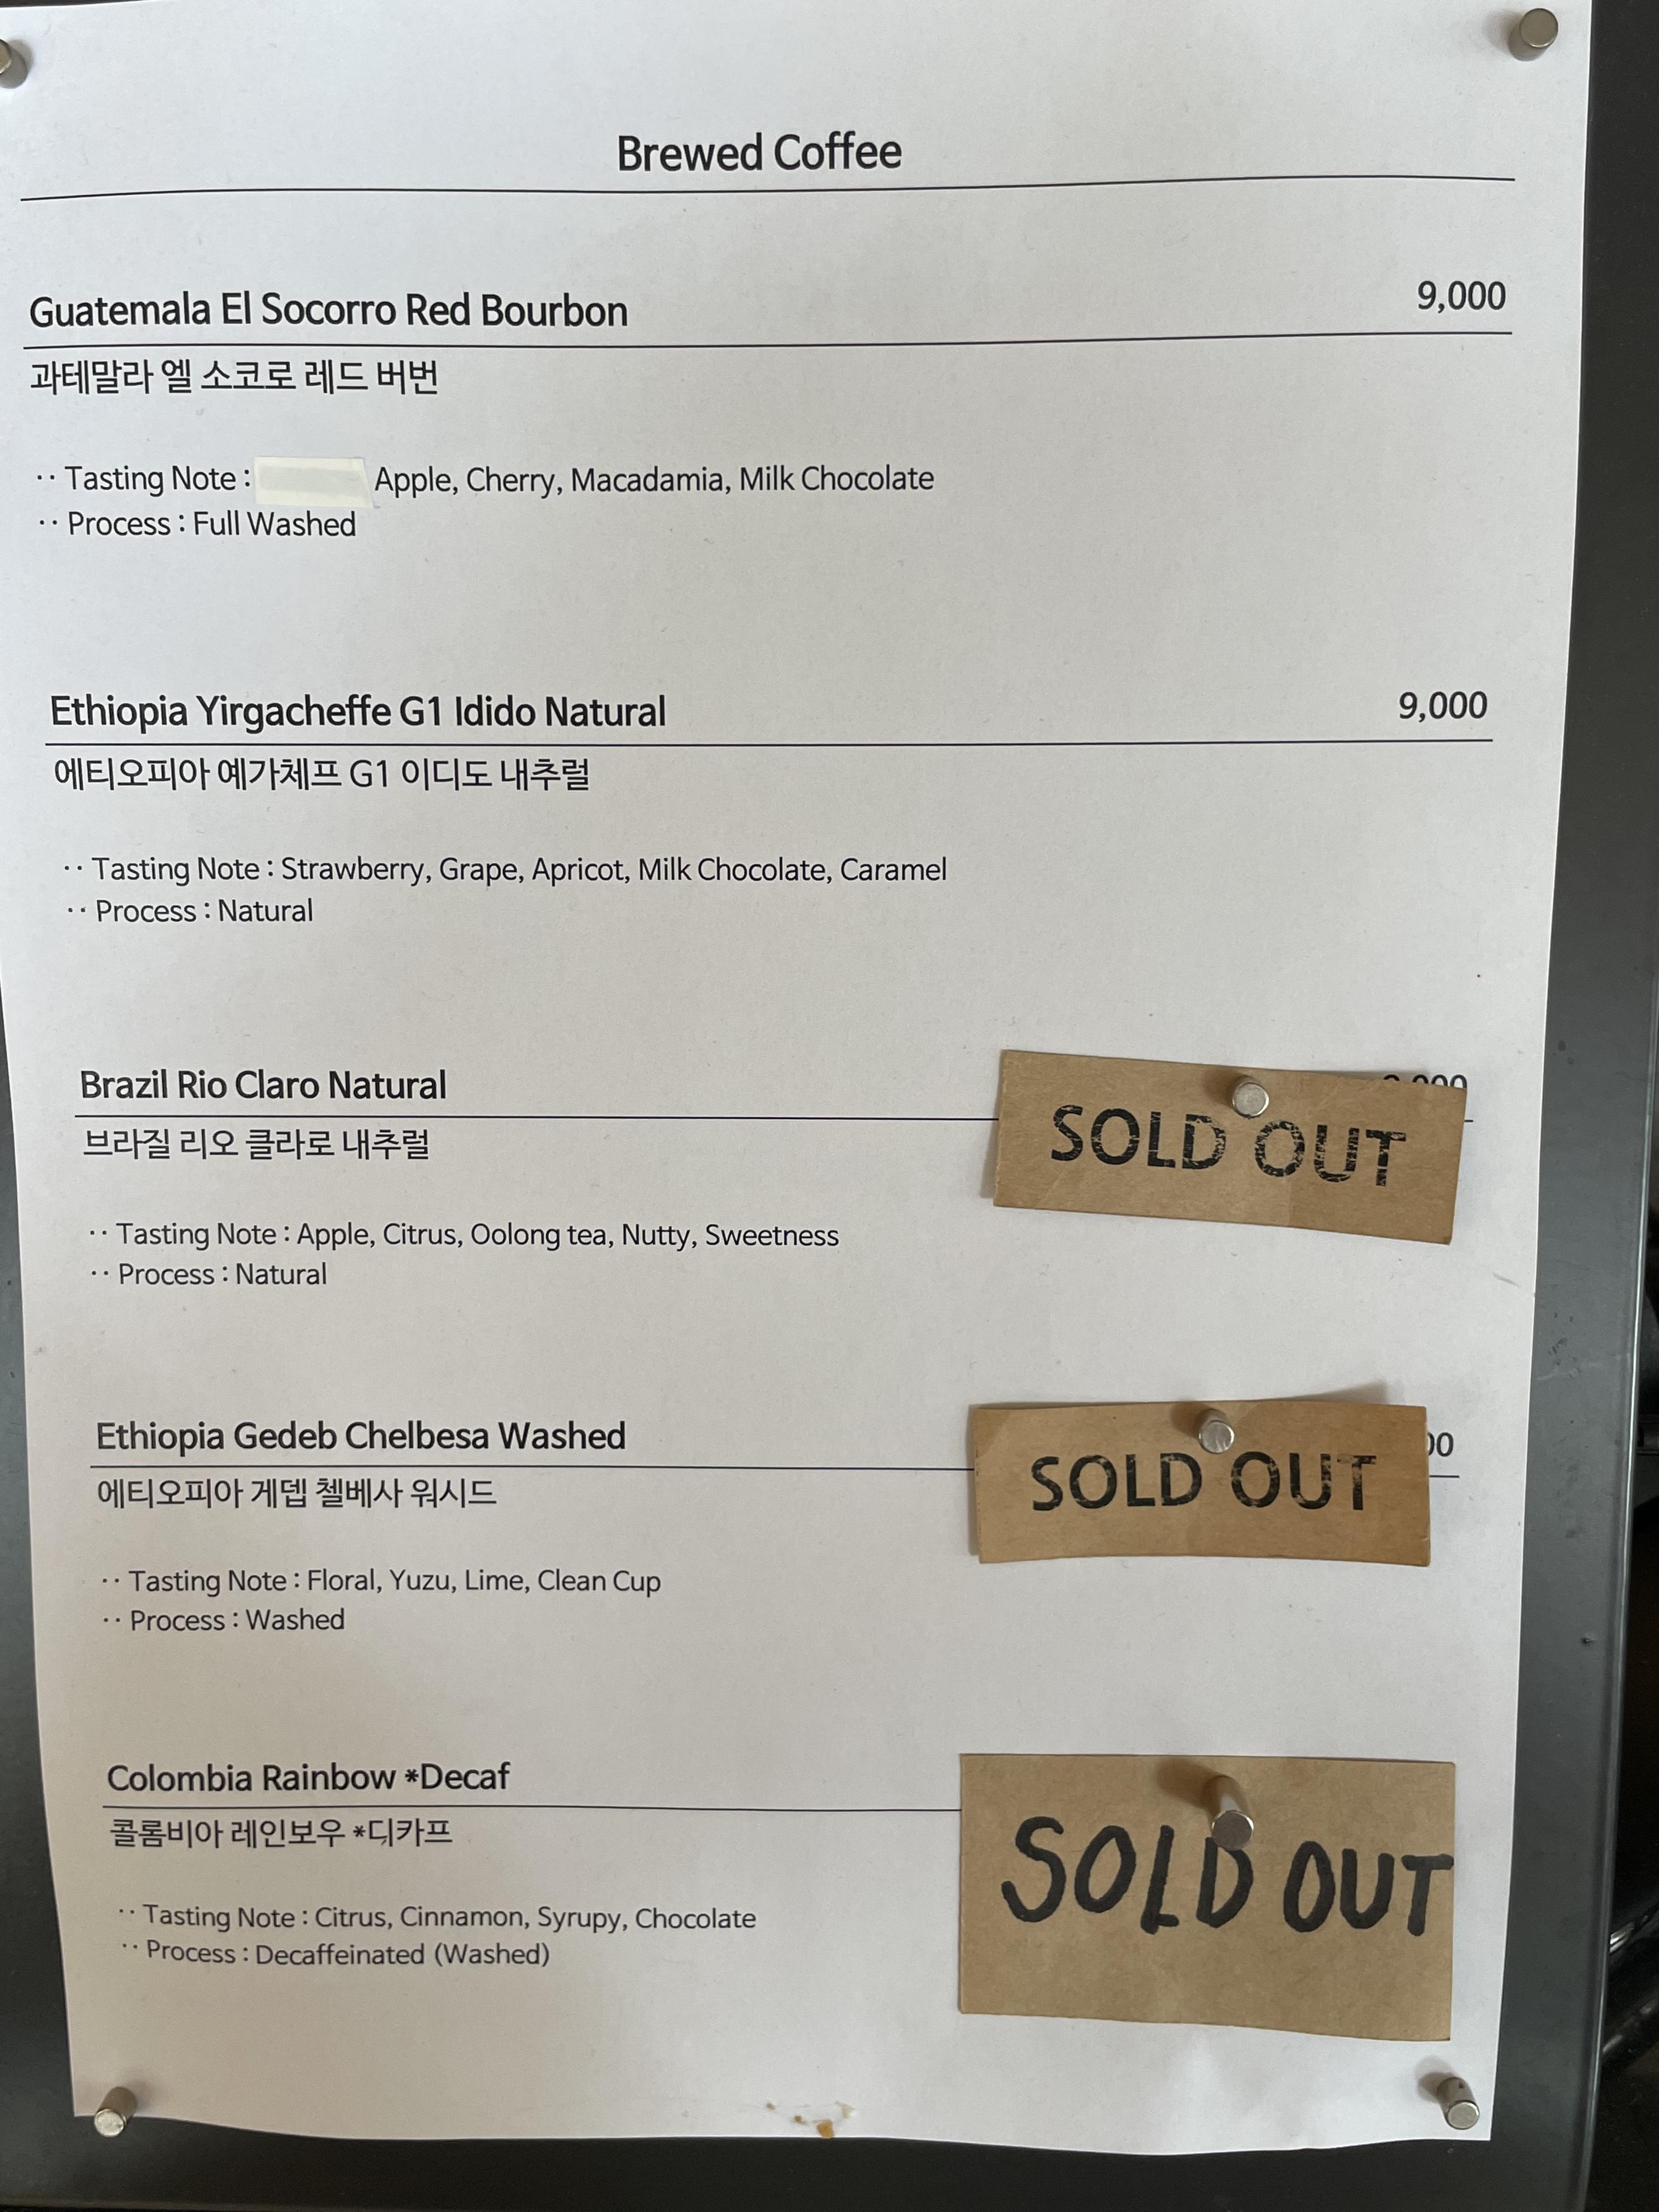 Brewed Coffee
Guatemala El Socorro Red Bourbon 9,000
과테말라 엘 소코로 레드 버번
·· Tasting Note : Apple, Cherry, Macadamia, Milk Chocolate
·· Process : Full Washed
Ethiopia Yirgacheffe G1 Idido Natural 9,000
에티오피아 예가체프 G1 이디도 내추럴
·· Tasting Note : Strawberry, Grape, Apricot, Milk Chocolate, Caramel
·· Process : Natural
Brazil Rio Claro Natural
SOLD OUT
브라질 리오 클라로 내추럴
·· Tasting Note : Apple, Citrus, Oolong tea, Nutty, Sweetness
·· Process : Natural
Ethiopia Gedeb Chelbesa Washed
SOLD OUT
에티오피아 게뎁 첼베사 워시드
·· Tasting Note : Floral, Yuzu, Lime, Clean Cup
·· Process : Washed
Colombia Rainbow *Decaf
콜롬비아 레인보우 *디카프
SOLD OUT
·· Tasting Note : Citrus, Cinnamon, Syrupy, Chocolate
·· Process : Decaffeinated (Washed)